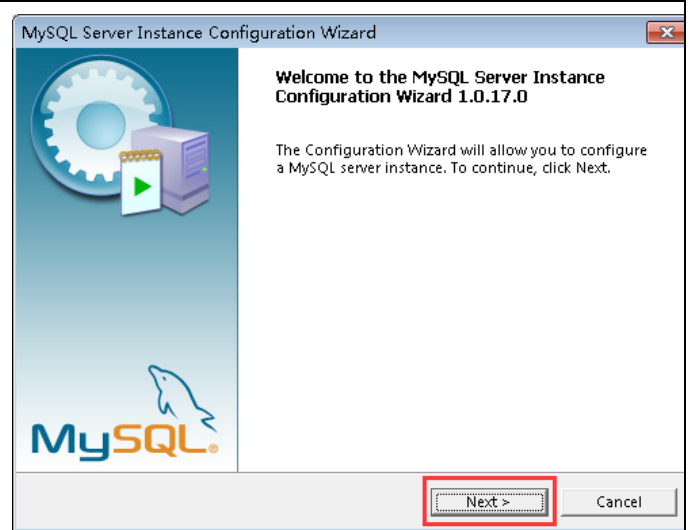 MySQL Server Instance Configuration Wizard
Welcome to the MySQL Server Instance
Configuration Wizard 1.0.17.0
The Configuration Wizard will allow you to configure
a MySQL server instance. To continue, click Next.
MySQL®
Next >
Cancel